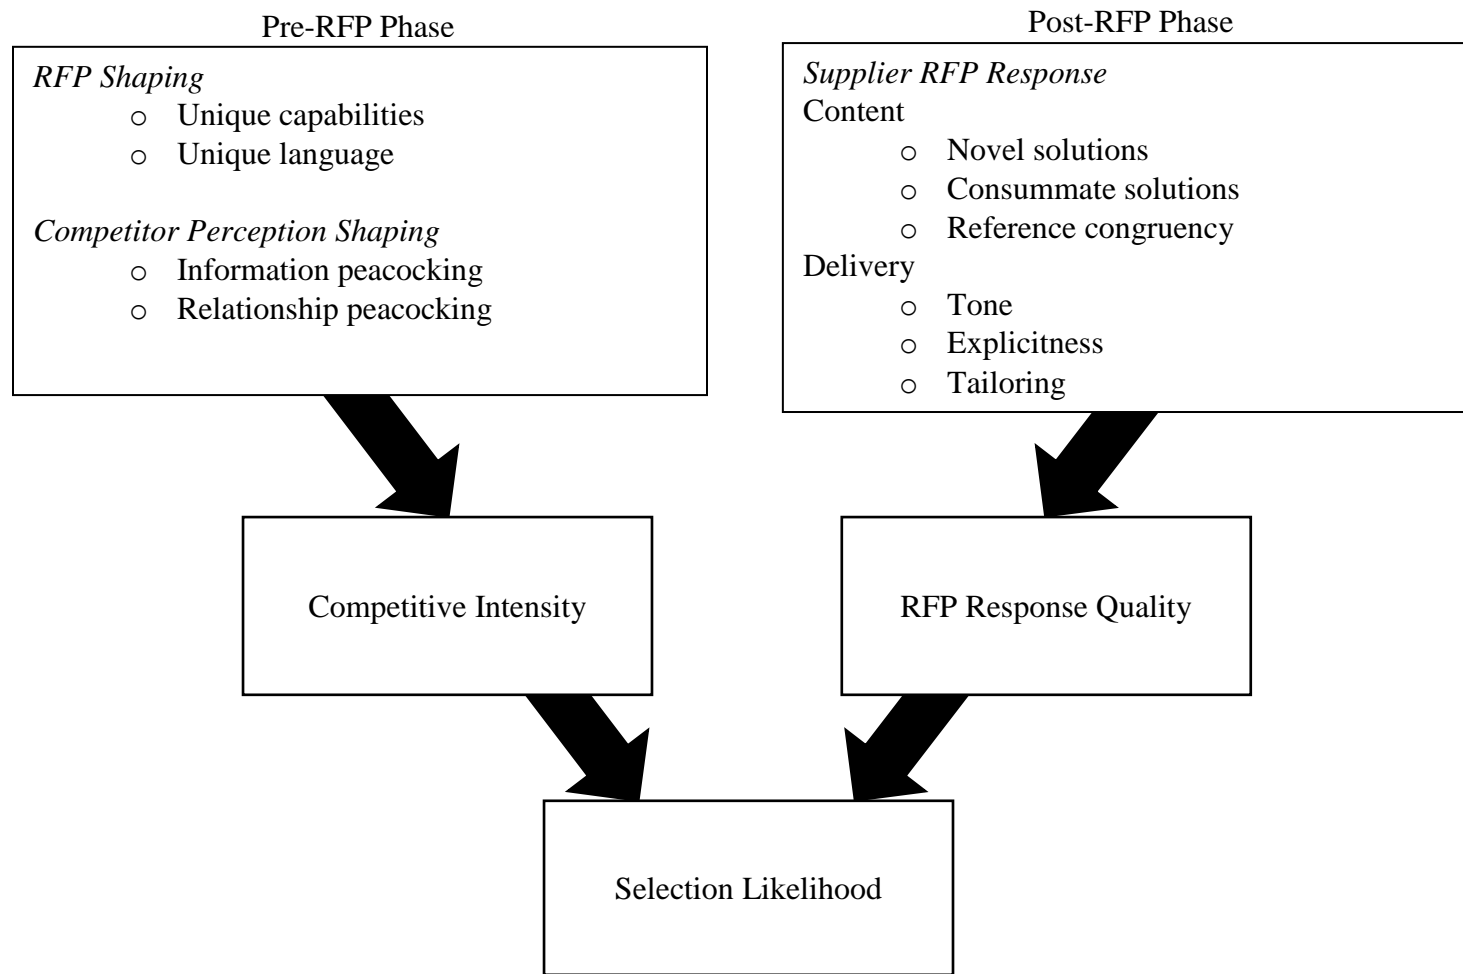 Pre-RFP Phase
RFP Shaping
o Unique capabilities
o Unique language
Competitor Perception Shaping
o Information peacocking
o Relationship peacocking
Post-RFP Phase
Supplier RFP Response
Content
o Novel solutions
o Consummate solutions
o Reference congruency
Delivery
o Tone
o Explicitness
o Tailoring
Competitive Intensity
RFP Response Quality
Selection Likelihood